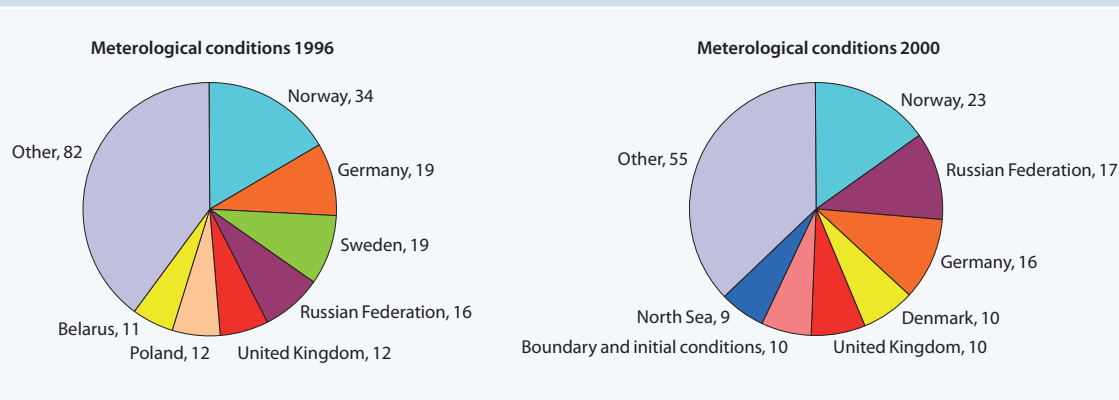 Meterological conditions 1996
Norway, 34
Germany, 19
Sweden, 19
Russian Federation, 16
United Kingdom, 12
Poland, 12
Belarus, 11
Other, 82
Meterological conditions 2000
Norway, 23
Russian Federation, 17
Germany, 16
Denmark, 10
United Kingdom, 10
Boundary and initial conditions, 10
North Sea, 9
Other, 55